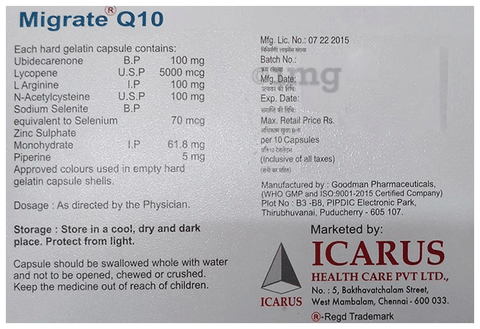 Migrate® Q10
Each hard gelatin capsule contains:
Ubidecarenone B.P 100 mg
Lycopene U.S.P 5000 mcg
L Arginine I.P 100 mg
N-Acetylcysteine U.S.P 100 mg
Sodium Selenite B.P
equivalent to Selenium 70 mcg
Zinc Sulphate
Monohydrate I.P 61.8 mg
Piperine 5 mg
Approved colours used in empty hard
gelatin capsule shells.
Dosage : As directed by the Physician.
Storage : Store in a cool, dry and dark
place. Protect from light.
Capsule should be swallowed whole with water
and not to be opened, chewed or crushed.
Keep the medicine out of reach of children.
Mfg. Lic. No.: 07 22 2015
Batch No.:
Mfg. Date:
Exp. Date:
Max. Retail Price Rs.
per 10 Capsules
(inclusive of all taxes)
Manufactured by : Goodman Pharmaceuticals,
(WHO GMP and ISO:9001-2015 Certified Company)
Plot No : B3 -B8, PIPDIC Electronic Park,
Thirubhuvanai, Puducherry - 605 107.
Marketed by:
ICARUS
ICARUS
HEALTH CARE PVT LTD.,
No. : 5, Bakthavatchalam Street,
West Mambalam, Chennai - 600 033.
®-Regd Trademark